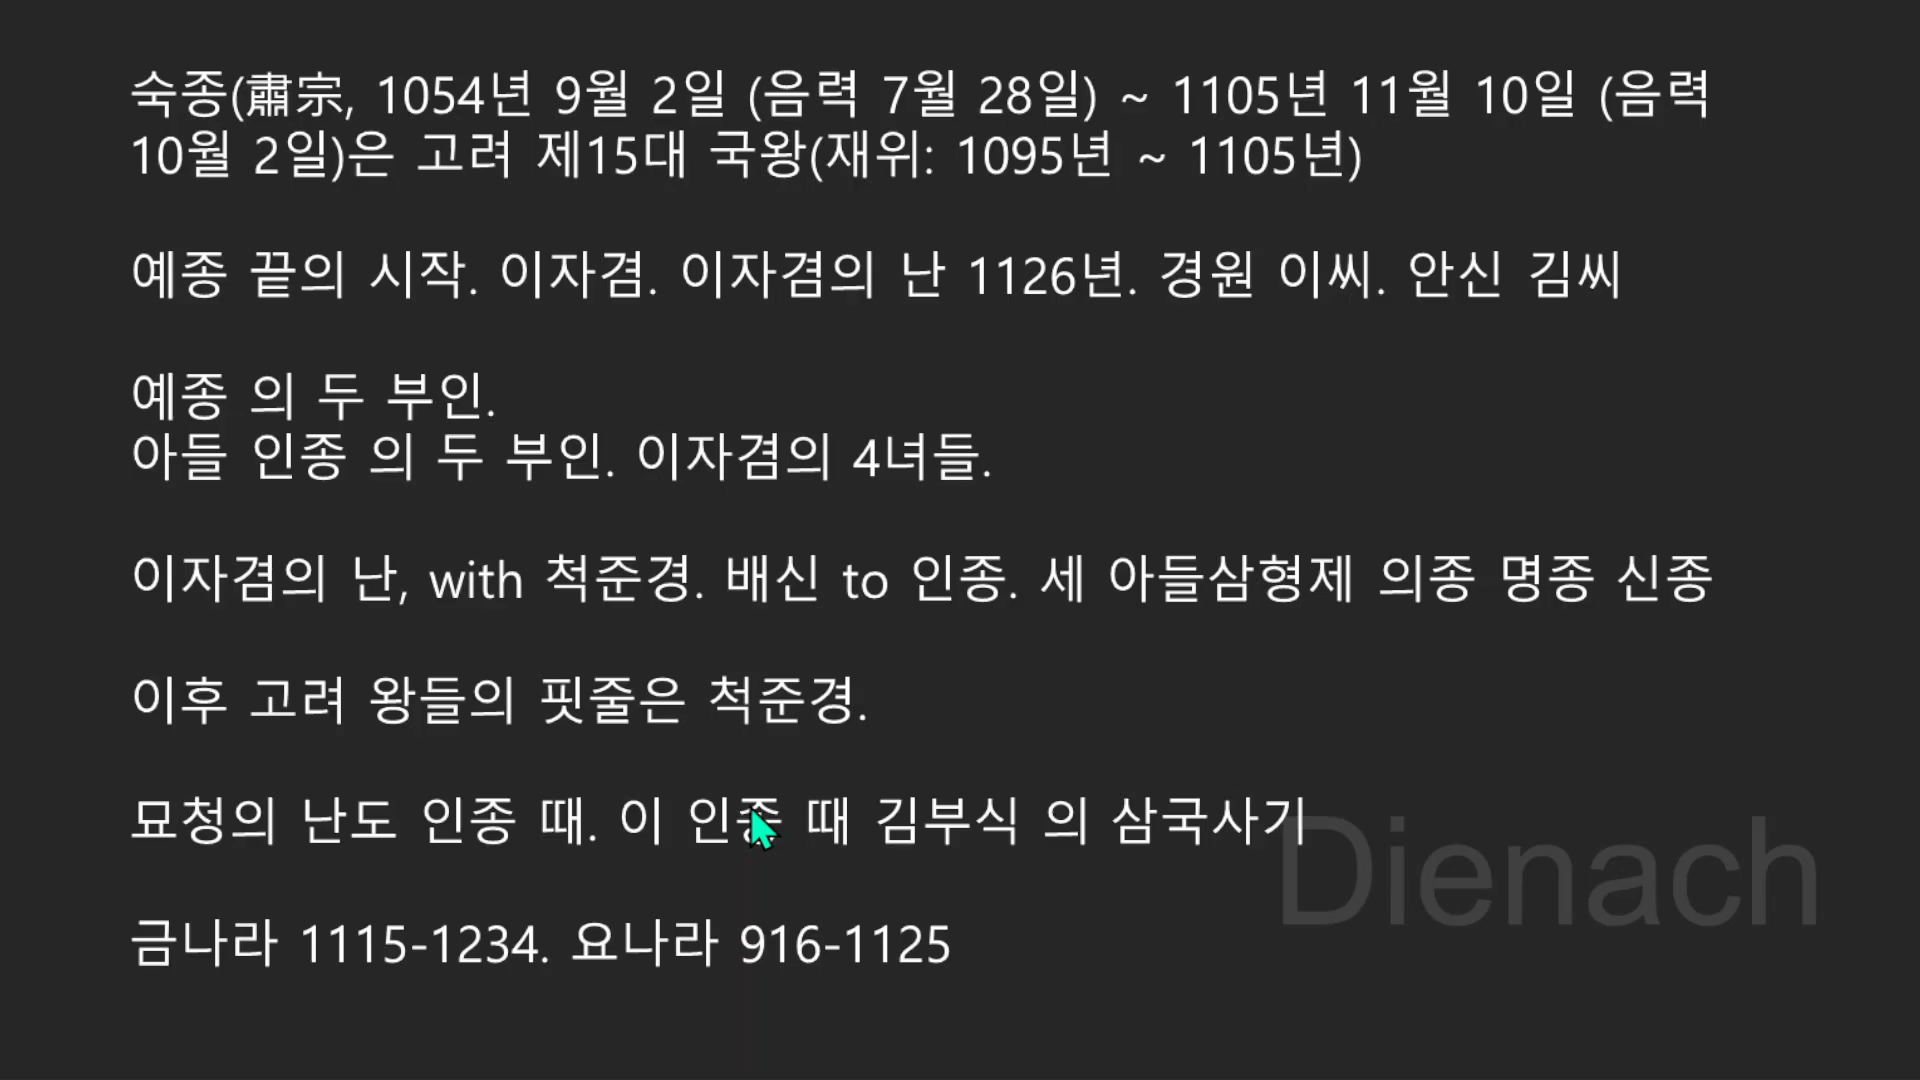 숙종(肅宗, 1054년 9월 2일 (음력 7월 28일) ~ 1105년 11월 10일 (음력
10월 2일)은 고려 제15대 국왕(재위: 1095년 ~ 1105년)
예종 끝의 시작. 이자겸. 이자겸의 난 1126년. 경원 이씨. 안신 김씨
예종 의 두 부인.
아들 인종 의 두 부인. 이자겸의 4녀들.
이자겸의 난, with 척준경. 배신 to 인종. 세 아들삼형제 의종 명종 신종
이후 고려 왕들의 핏줄은 척준경.
묘청의 난도 인종 때. 이 인종 때 김부식 의 삼국사기
금나라 1115-1234. 요나라 916-1125
Dienach